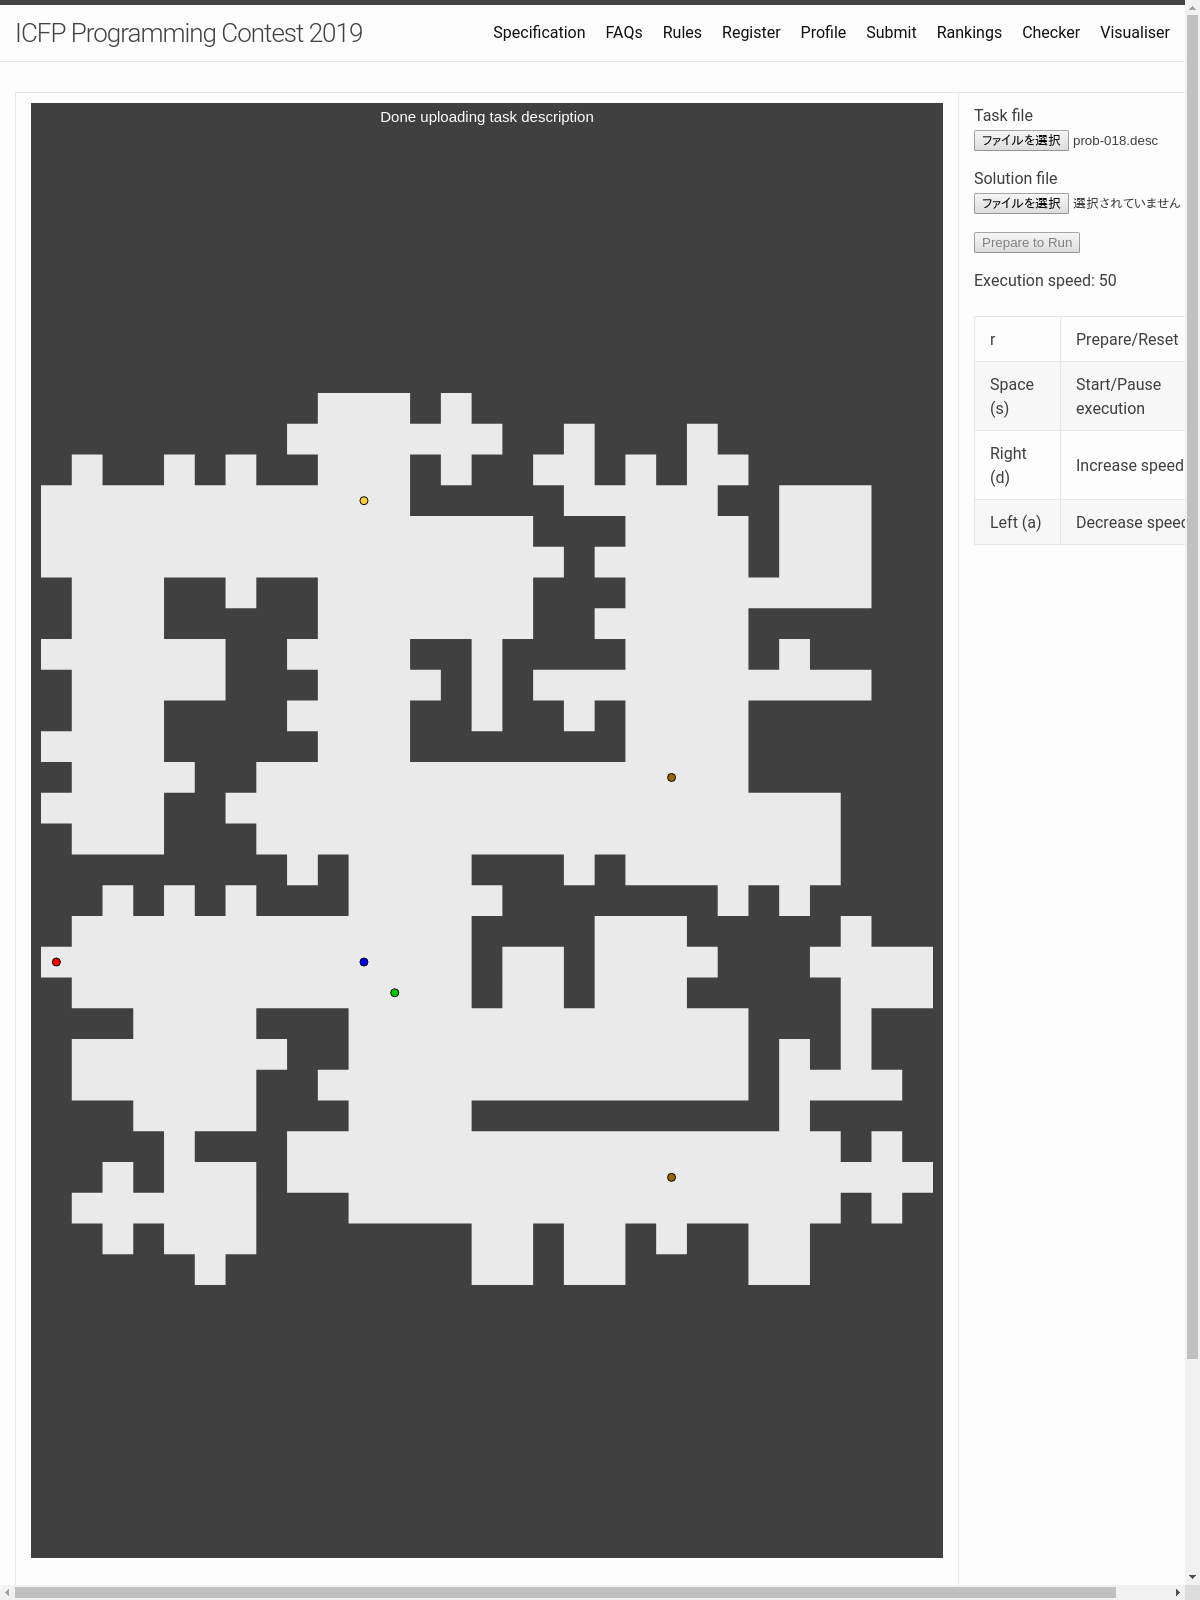 ICFP Programming Contest 2019
Specification FAQs Rules Register Profile Submit Rankings Checker Visualiser
Done uploading task description
Task file
ファイルを選択 prob-018.desc
Solution file
ファイルを選択 選択されていません
Prepare to Run
Execution speed: 50
r Prepare/Reset
Space (s) Start/Pause execution
Right (d) Increase speed
Left (a) Decrease speed